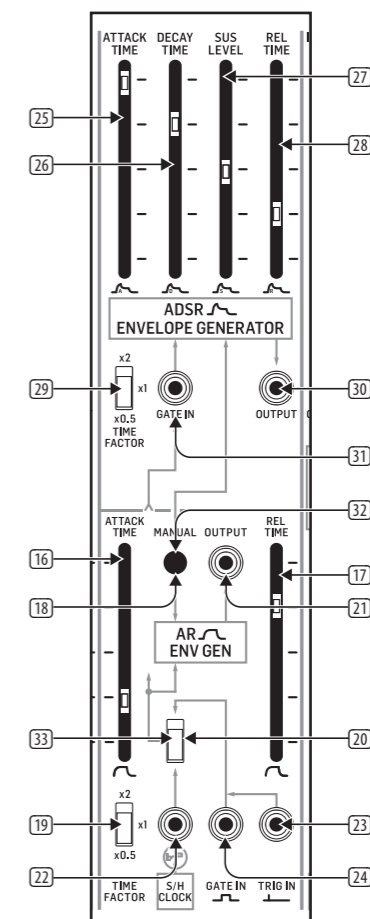 ATTACK TIME
DECAY TIME
SUS LEVEL
REL TIME
25
26
27
28
A
D
S
R
ADSR
ENVELOPE GENERATOR
29
x2
x1
x0.5
TIME
FACTOR
GATE IN
OUTPUT
30
31
32
ATTACK TIME
MANUAL
OUTPUT
REL TIME
16
17
18
21
AR
ENV GEN
33
20
19
x2
x1
x0.5
23
22
24
TIME
FACTOR
S/H
CLOCK
GATE IN
TRIG IN